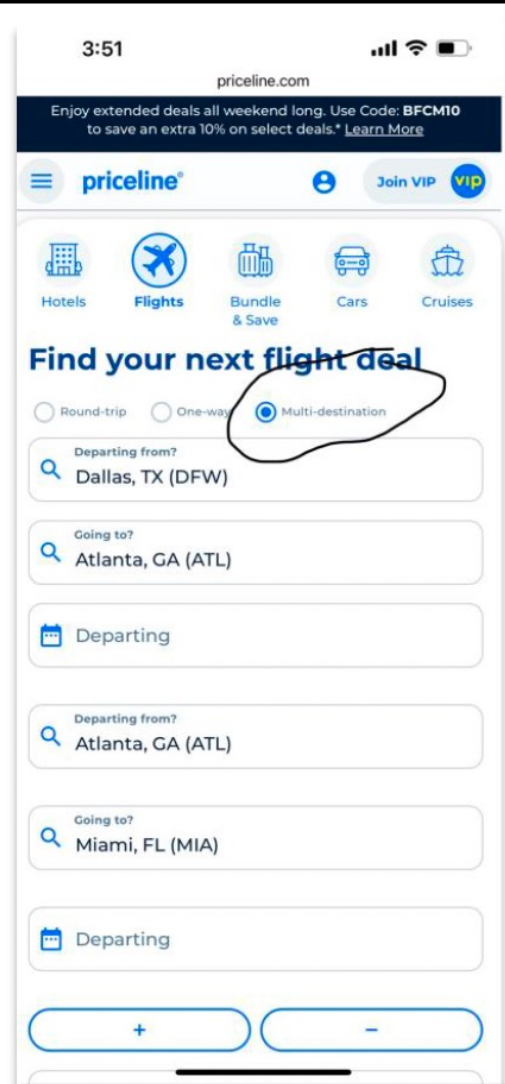 3:51
priceline.com
Enjoy extended deals all weekend long. Use Code: BFCM10
to save an extra 10% on select deals.* Learn More
priceline® Join VIP VIP
Hotels Flights Bundle & Save Cars Cruises
Find your next flight deal
Round-trip One-way Multi-destination
Departing from?
Dallas, TX (DFW)
Going to?
Atlanta, GA (ATL)
Departing
Departing from?
Atlanta, GA (ATL)
Going to?
Miami, FL (MIA)
Departing
+ −